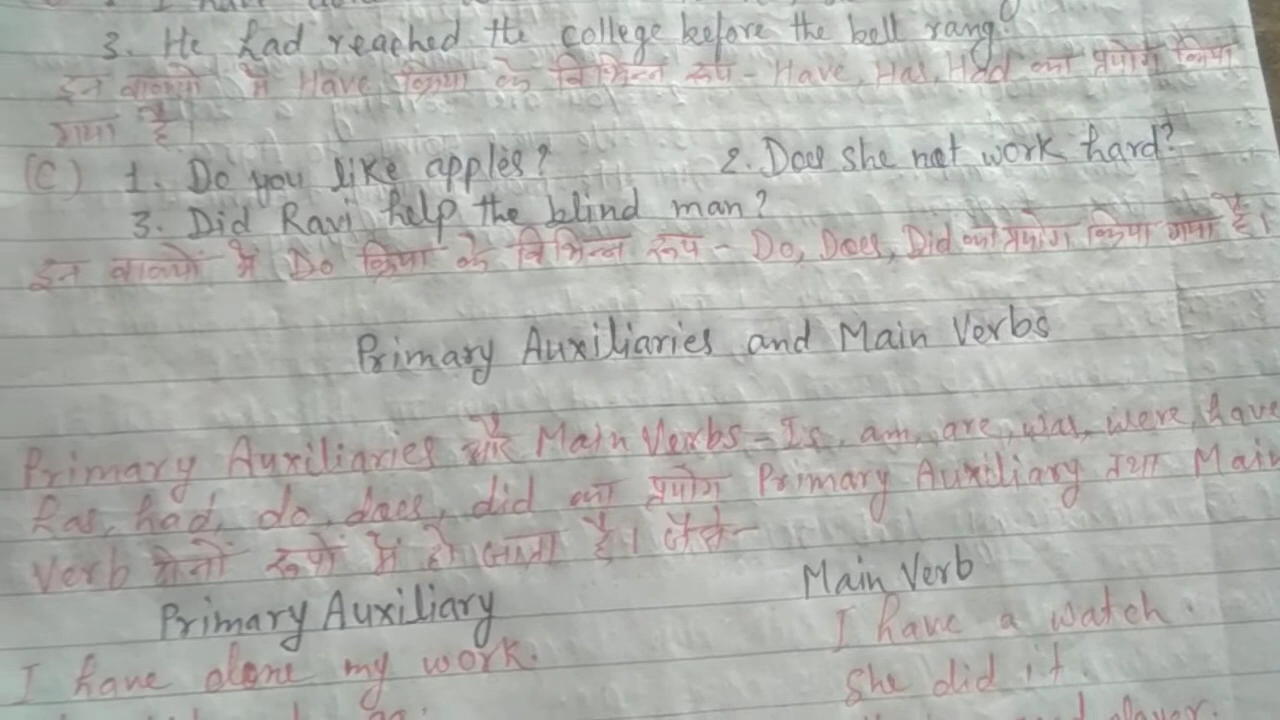 I have
3. He had reached the college before the bell rang.
इन वाक्यों में Have क्रिया के विभिन्न रूप - Have, Has, Had का प्रयोग किया
गया है।
(C) 1. Do you like apples? 2. Does she not work hard?
3. Did Ravi help the blind man?
इन वाक्यों में Do क्रिया के विभिन्न रूप - Do, Does, Did का प्रयोग किया गया है।
Primary Auxiliaries and Main Verbs
Primary Auxiliaries और Main Verbs - Is, am, are, was, were, have
has, had, do, does, did का प्रयोग Primary Auxiliary तथा Main
Verb दोनों रूपों में हो जाता है। जैसे-
Primary Auxiliary Main Verb
I have done my work. I have a watch.
She did it.
player.